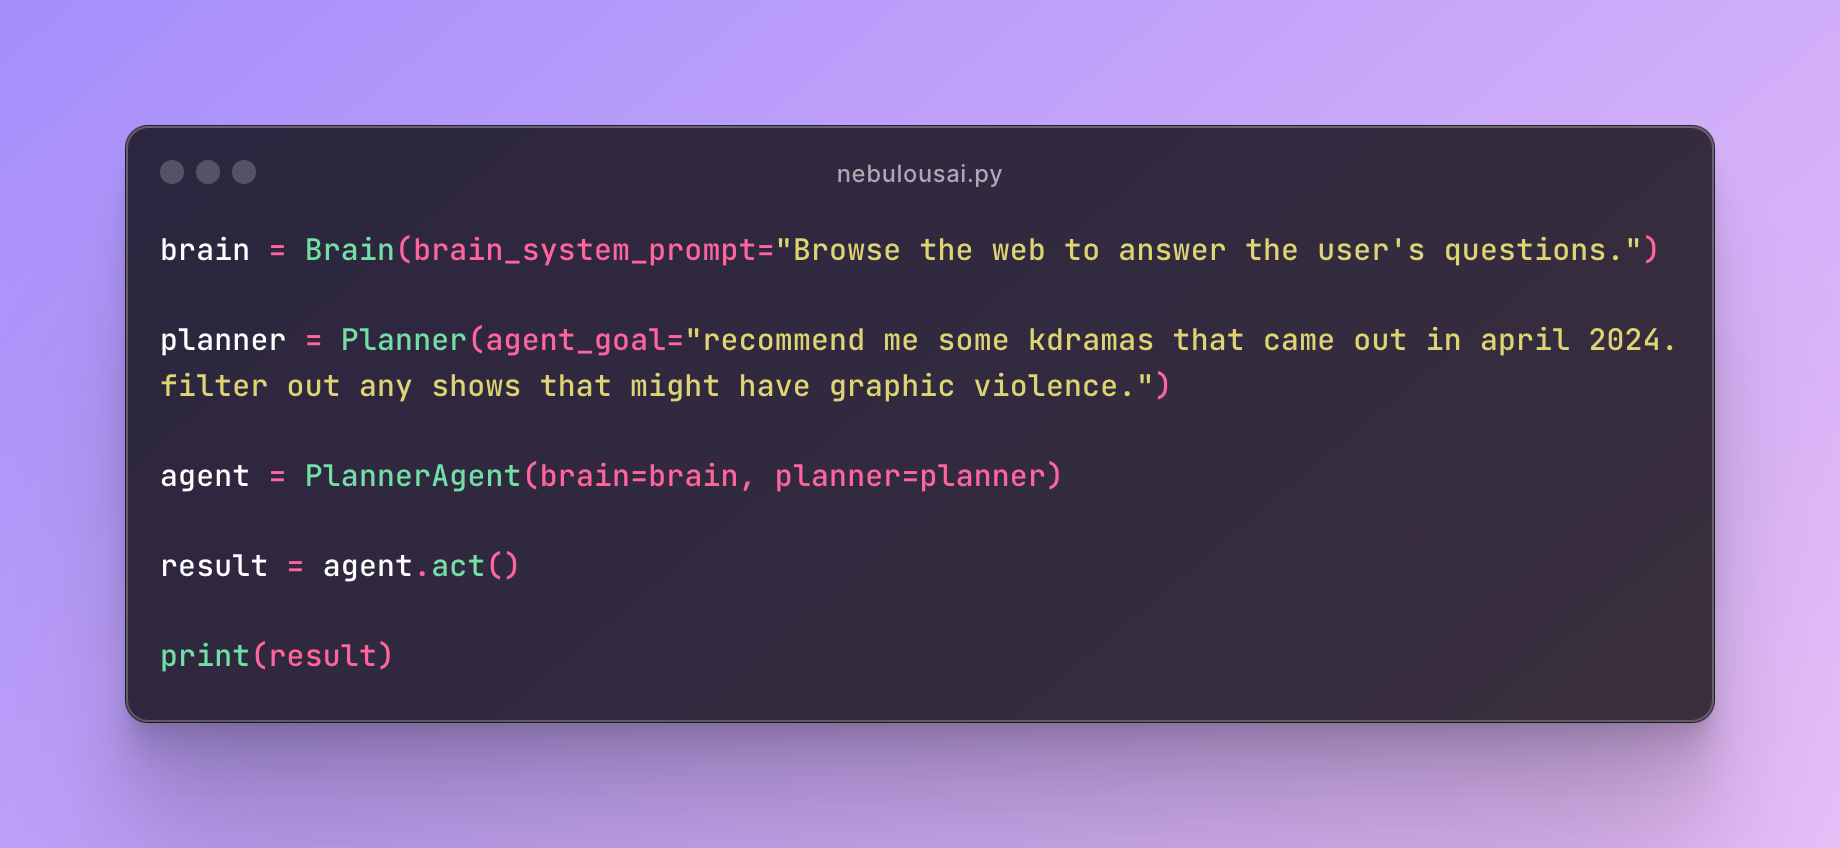 nebulousai.py
brain = Brain(brain_system_prompt="Browse the web to answer the user's questions.")
planner = Planner(agent_goal="recommend me some kdramas that came out in april 2024.
filter out any shows that might have graphic violence.")
agent = PlannerAgent(brain=brain, planner=planner)
result = agent.act()
print(result)